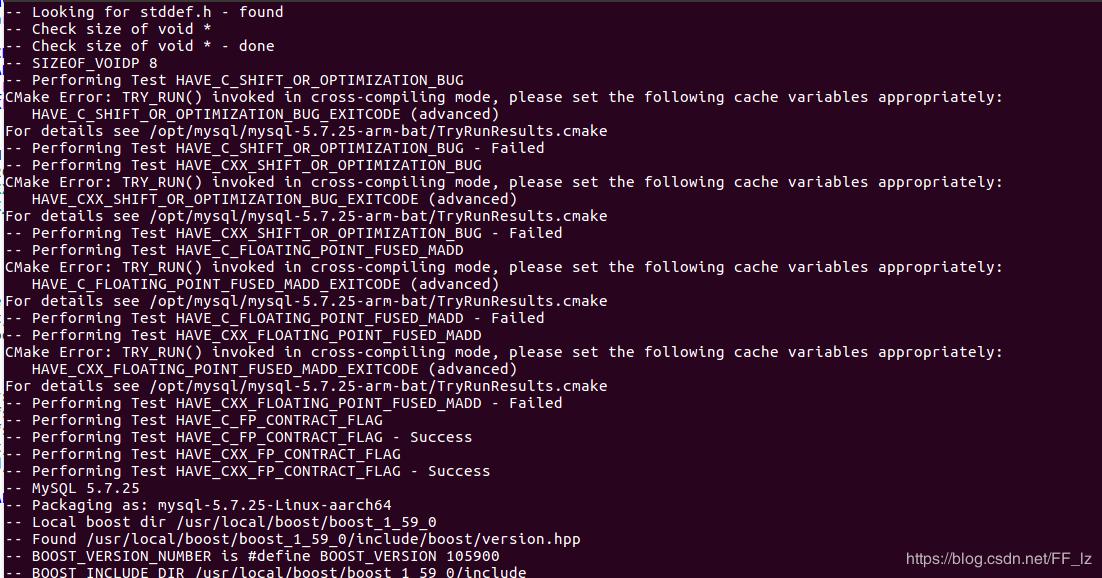 -- Looking for stddef.h - found
-- Check size of void *
-- Check size of void * - done
-- SIZEOF_VOIDP 8
-- Performing Test HAVE_C_SHIFT_OR_OPTIMIZATION_BUG
CMake Error: TRY_RUN() invoked in cross-compiling mode, please set the following cache variables appropriately:
   HAVE_C_SHIFT_OR_OPTIMIZATION_BUG_EXITCODE (advanced)
For details see /opt/mysql/mysql-5.7.25-arm-bat/TryRunResults.cmake
-- Performing Test HAVE_C_SHIFT_OR_OPTIMIZATION_BUG - Failed
-- Performing Test HAVE_CXX_SHIFT_OR_OPTIMIZATION_BUG
CMake Error: TRY_RUN() invoked in cross-compiling mode, please set the following cache variables appropriately:
   HAVE_CXX_SHIFT_OR_OPTIMIZATION_BUG_EXITCODE (advanced)
For details see /opt/mysql/mysql-5.7.25-arm-bat/TryRunResults.cmake
-- Performing Test HAVE_CXX_SHIFT_OR_OPTIMIZATION_BUG - Failed
-- Performing Test HAVE_C_FLOATING_POINT_FUSED_MADD
CMake Error: TRY_RUN() invoked in cross-compiling mode, please set the following cache variables appropriately:
   HAVE_C_FLOATING_POINT_FUSED_MADD_EXITCODE (advanced)
For details see /opt/mysql/mysql-5.7.25-arm-bat/TryRunResults.cmake
-- Performing Test HAVE_C_FLOATING_POINT_FUSED_MADD - Failed
-- Performing Test HAVE_CXX_FLOATING_POINT_FUSED_MADD
CMake Error: TRY_RUN() invoked in cross-compiling mode, please set the following cache variables appropriately:
   HAVE_CXX_FLOATING_POINT_FUSED_MADD_EXITCODE (advanced)
For details see /opt/mysql/mysql-5.7.25-arm-bat/TryRunResults.cmake
-- Performing Test HAVE_CXX_FLOATING_POINT_FUSED_MADD - Failed
-- Performing Test HAVE_C_FP_CONTRACT_FLAG
-- Performing Test HAVE_C_FP_CONTRACT_FLAG - Success
-- Performing Test HAVE_CXX_FP_CONTRACT_FLAG
-- Performing Test HAVE_CXX_FP_CONTRACT_FLAG - Success
-- MySQL 5.7.25
-- Packaging as: mysql-5.7.25-Linux-aarch64
-- Local boost dir /usr/local/boost/boost_1_59_0
-- Found /usr/local/boost/boost_1_59_0/include/boost/version.hpp
-- BOOST_VERSION_NUMBER is #define BOOST_VERSION 105900
-- BOOST_INCLUDE_DIR /usr/local/boost/boost_1_59_0/include
https://blog.csdn.net/FF_lz